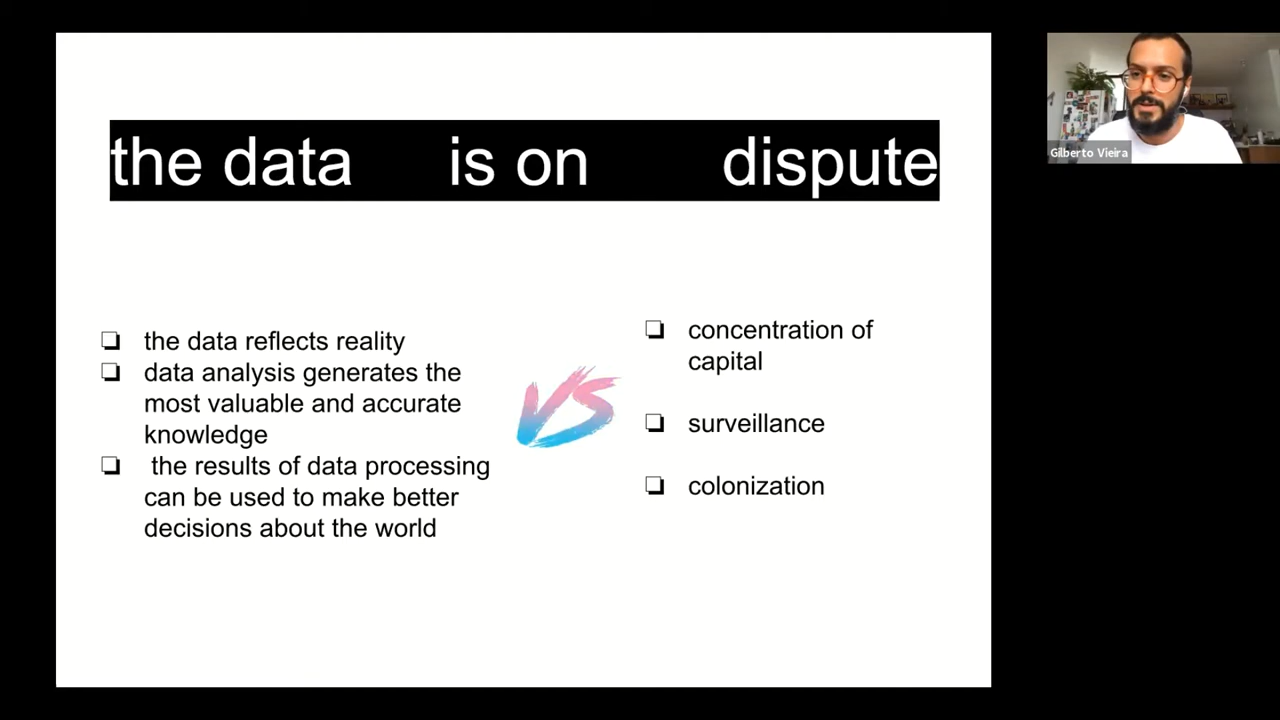 the data is on dispute
❏ the data reflects reality
❏ data analysis generates the
most valuable and accurate
knowledge
❏ the results of data processing
can be used to make better
decisions about the world
VS
❏ concentration of
capital
❏ surveillance
❏ colonization
Gilberto Vieira